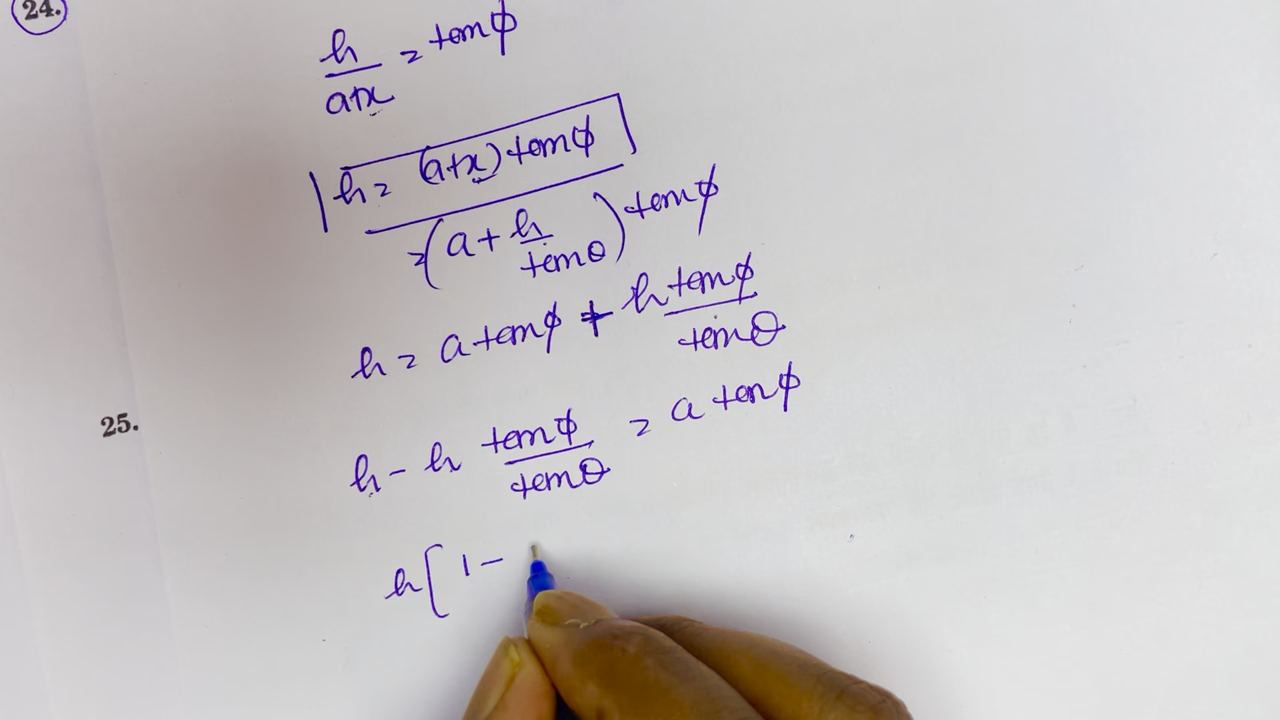 24.
h/a+x = tanϕ
h = (a+x) tanϕ
= (a + h/tanθ) tanϕ
h = a tanϕ + h tanϕ/tanθ
25.
h - h tanϕ/tanθ = a tanϕ
h[1 -